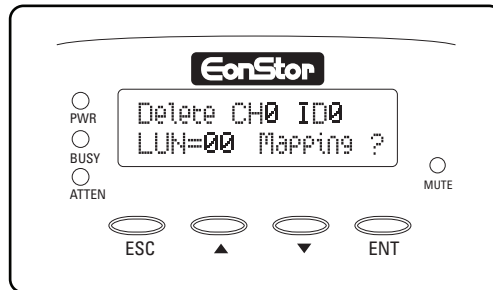 EonStor
PWR
BUSY
ATTEN
Delete CH0 ID0
LUN=00 Mapping ?
MUTE
ESC ▲ ▼ ENT